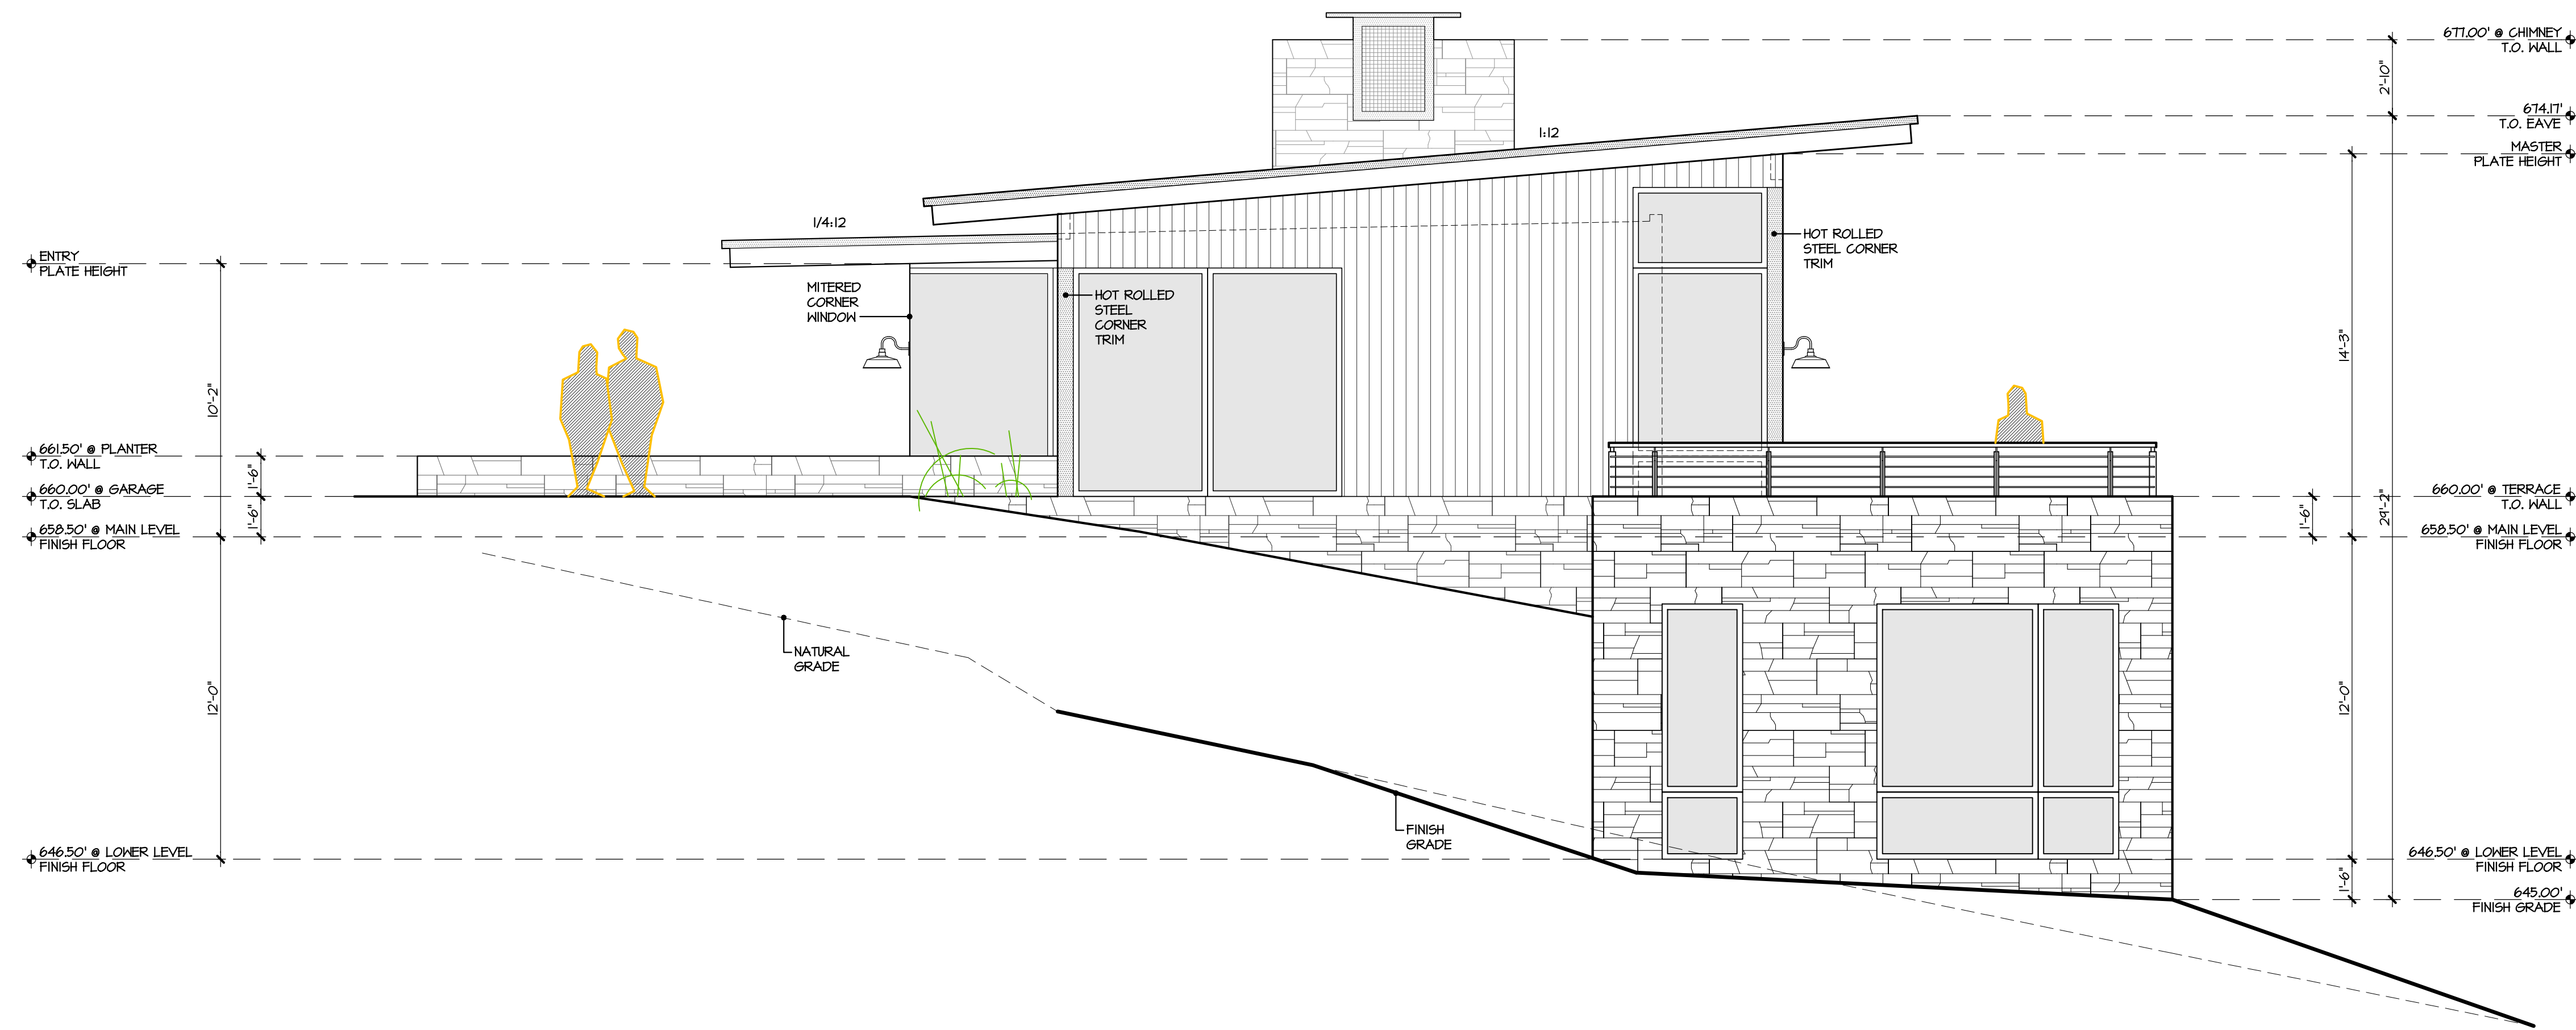 677.00' @ CHIMNEY
T.O. WALL
2'-10"
674.17'
T.O. EAVE
1:12
MASTER
PLATE HEIGHT
1/4:12
HOT ROLLED
STEEL CORNER
TRIM
ENTRY
PLATE HEIGHT
MITERED
CORNER
WINDOW
HOT ROLLED
STEEL
CORNER
TRIM
14'-3"
10'-2"
661.50' @ PLANTER
T.O. WALL
1'-6"
660.00' @ GARAGE
T.O. SLAB
1'-6"
658.50' @ MAIN LEVEL
FINISH FLOOR
660.00' @ TERRACE
T.O. WALL
29'-2"
1'-6"
658.50' @ MAIN LEVEL
FINISH FLOOR
NATURAL
GRADE
12'-0"
12'-0"
FINISH
GRADE
646.50' @ LOWER LEVEL
FINISH FLOOR
646.50' @ LOWER LEVEL
FINISH FLOOR
1'-6"
645.00'
FINISH GRADE